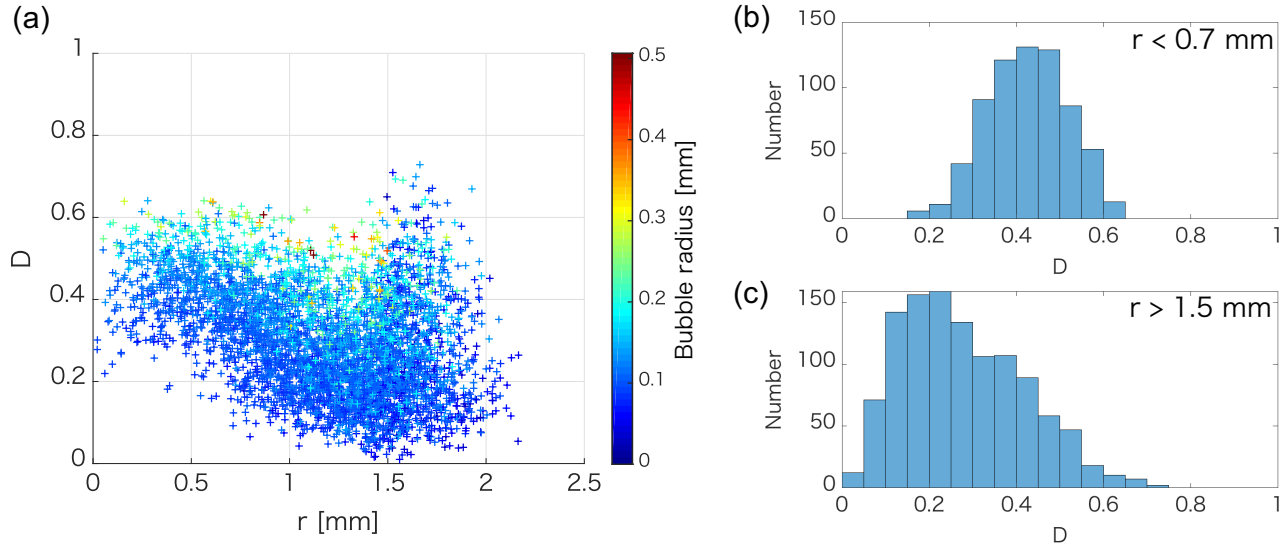 (a)
1
0.8
0.6
0.4
0.2
0
D
0 0.5 1 1.5 2 2.5
r [mm]
0.5
0.4
0.3
0.2
0.1
0
Bubble radius [mm]
(b)
150
100
50
0
Number
r < 0.7 mm
0 0.2 0.4 0.6 0.8 1
D
(c)
150
100
50
0
Number
r > 1.5 mm
0 0.2 0.4 0.6 0.8 1
D